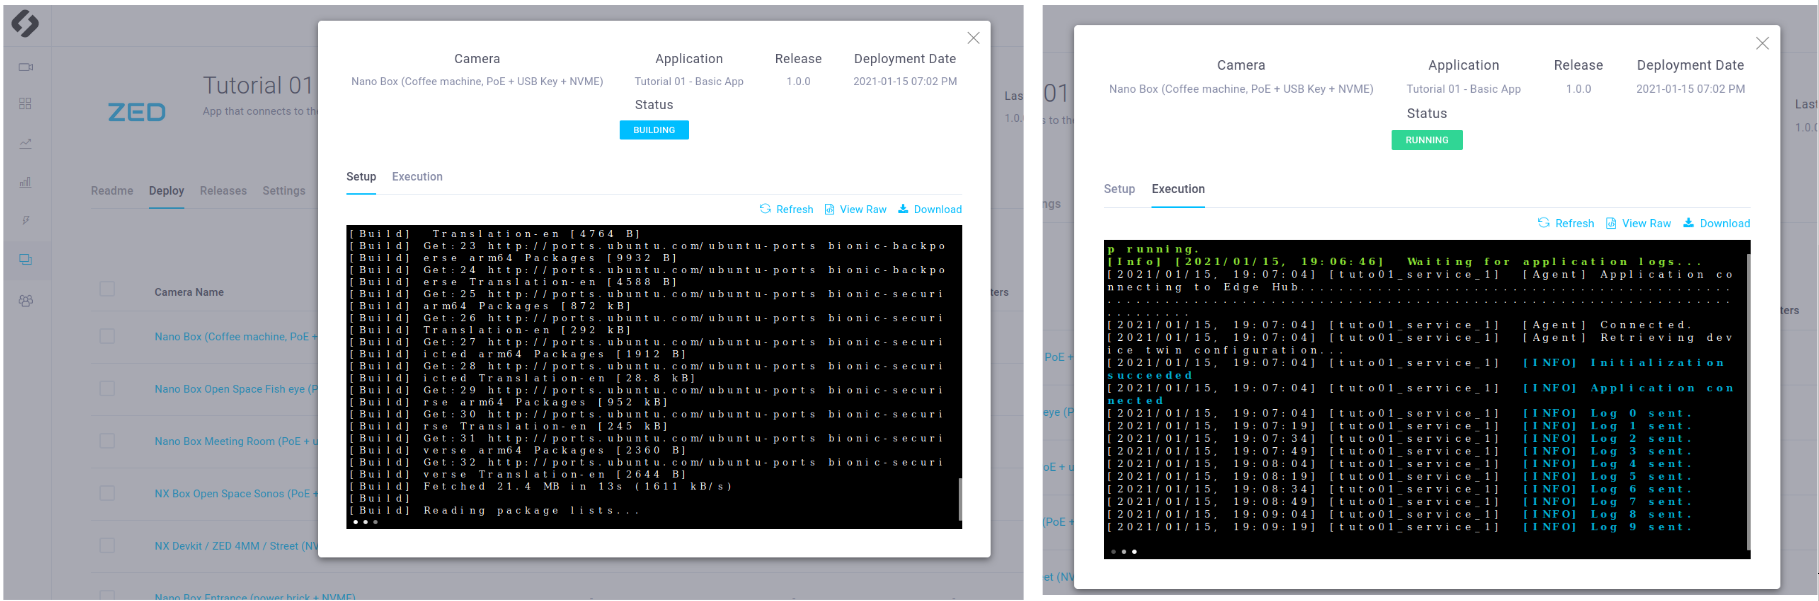 Camera
Application
Release
Deployment Date
Nano Box (Coffee machine, PoE + USB Key + NVME)
Tutorial 01 - Basic App
1.0.0
2021-01-15 07:02 PM
Status
BUILDING
Setup
Execution
Refresh
View Raw
Download
[Build]  Translation-en [4764 B]
[Build] Get:23 http://ports.ubuntu.com/ubuntu-ports bionic-backpo
[Build] erse arm64 Packages [9932 B]
[Build] Get:24 http://ports.ubuntu.com/ubuntu-ports bionic-backpo
[Build] erse Translation-en [4588 B]
[Build] Get:25 http://ports.ubuntu.com/ubuntu-ports bionic-securi
[Build] arm64 Packages [872 kB]
[Build] Get:26 http://ports.ubuntu.com/ubuntu-ports bionic-securi
[Build] Translation-en [292 kB]
[Build] Get:27 http://ports.ubuntu.com/ubuntu-ports bionic-securi
[Build] icted arm64 Packages [1912 B]
[Build] Get:28 http://ports.ubuntu.com/ubuntu-ports bionic-securi
[Build] icted Translation-en [28.8 kB]
[Build] Get:29 http://ports.ubuntu.com/ubuntu-ports bionic-securi
[Build] rse arm64 Packages [952 kB]
[Build] Get:30 http://ports.ubuntu.com/ubuntu-ports bionic-securi
[Build] rse Translation-en [245 kB]
[Build] Get:31 http://ports.ubuntu.com/ubuntu-ports bionic-securi
[Build] verse arm64 Packages [2360 B]
[Build] Get:32 http://ports.ubuntu.com/ubuntu-ports bionic-securi
[Build] verse Translation-en [2644 B]
[Build] Fetched 21.4 MB in 13s (1611 kB/s)
[Build]
[Build] Reading package lists...
ZED
Tutorial 01
App that connects to the
Las
1.0.
Readme
Deploy
Releases
Settings
Camera Name
ters
Nano Box (Coffee machine, PoE +
Nano Box Open Space Fish eye (P
Nano Box Meeting Room (PoE + u
NX Box Open Space Sonos (PoE +
NX Devkit / ZED 4MM / Street (NV
Nano Box Entrance (power brick + NVME)
Camera
Application
Release
Deployment Date
Nano Box (Coffee machine, PoE + USB Key + NVME)
Tutorial 01 - Basic App
1.0.0
2021-01-15 07:02 PM
Status
RUNNING
Setup
Execution
Refresh
View Raw
Download
p running.
[Info] [2021/01/15, 19:06:46]  Waiting for application logs...
[2021/01/15, 19:07:04] [tuto01_service_1]  [Agent] Application co
nnecting to Edge Hub....................................
.................................................................
.........
[2021/01/15, 19:07:04] [tuto01_service_1]  [Agent] Connected.
[2021/01/15, 19:07:04] [tuto01_service_1]  [Agent] Retrieving dev
ice twin configuration...
[2021/01/15, 19:07:04] [tuto01_service_1]  [INFO] Initialization
succeeded
[2021/01/15, 19:07:04] [tuto01_service_1]  [INFO] Application con
nected
[2021/01/15, 19:07:04] [tuto01_service_1]  [INFO] Log 0 sent.
[2021/01/15, 19:07:19] [tuto01_service_1]  [INFO] Log 1 sent.
[2021/01/15, 19:07:34] [tuto01_service_1]  [INFO] Log 2 sent.
[2021/01/15, 19:07:49] [tuto01_service_1]  [INFO] Log 3 sent.
[2021/01/15, 19:08:04] [tuto01_service_1]  [INFO] Log 4 sent.
[2021/01/15, 19:08:19] [tuto01_service_1]  [INFO] Log 5 sent.
[2021/01/15, 19:08:34] [tuto01_service_1]  [INFO] Log 6 sent.
[2021/01/15, 19:08:49] [tuto01_service_1]  [INFO] Log 7 sent.
[2021/01/15, 19:09:04] [tuto01_service_1]  [INFO] Log 8 sent.
[2021/01/15, 19:09:19] [tuto01_service_1]  [INFO] Log 9 sent.
01
s to the
Last
1.0.0
ngs
ters
PoE +
eye (P
oE + u
(PoE +
eet (NV